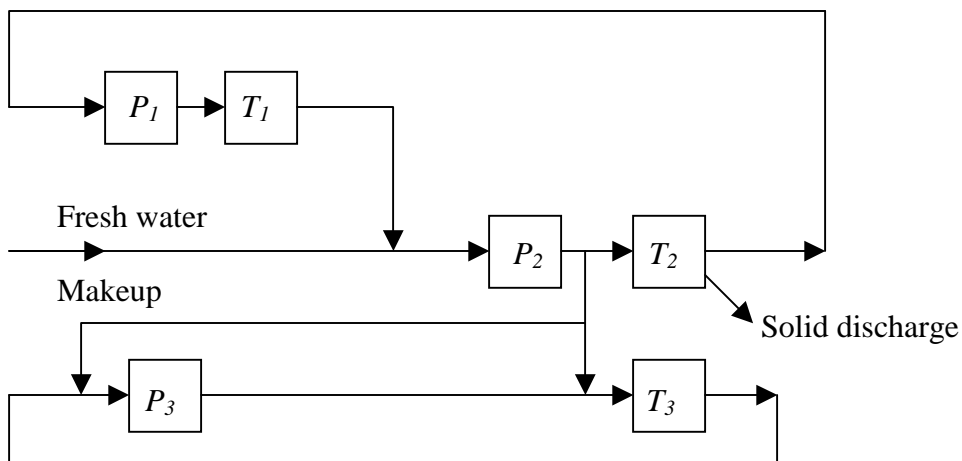 P1
T1
Fresh water
P2
T2
Makeup
Solid discharge
P3
T3